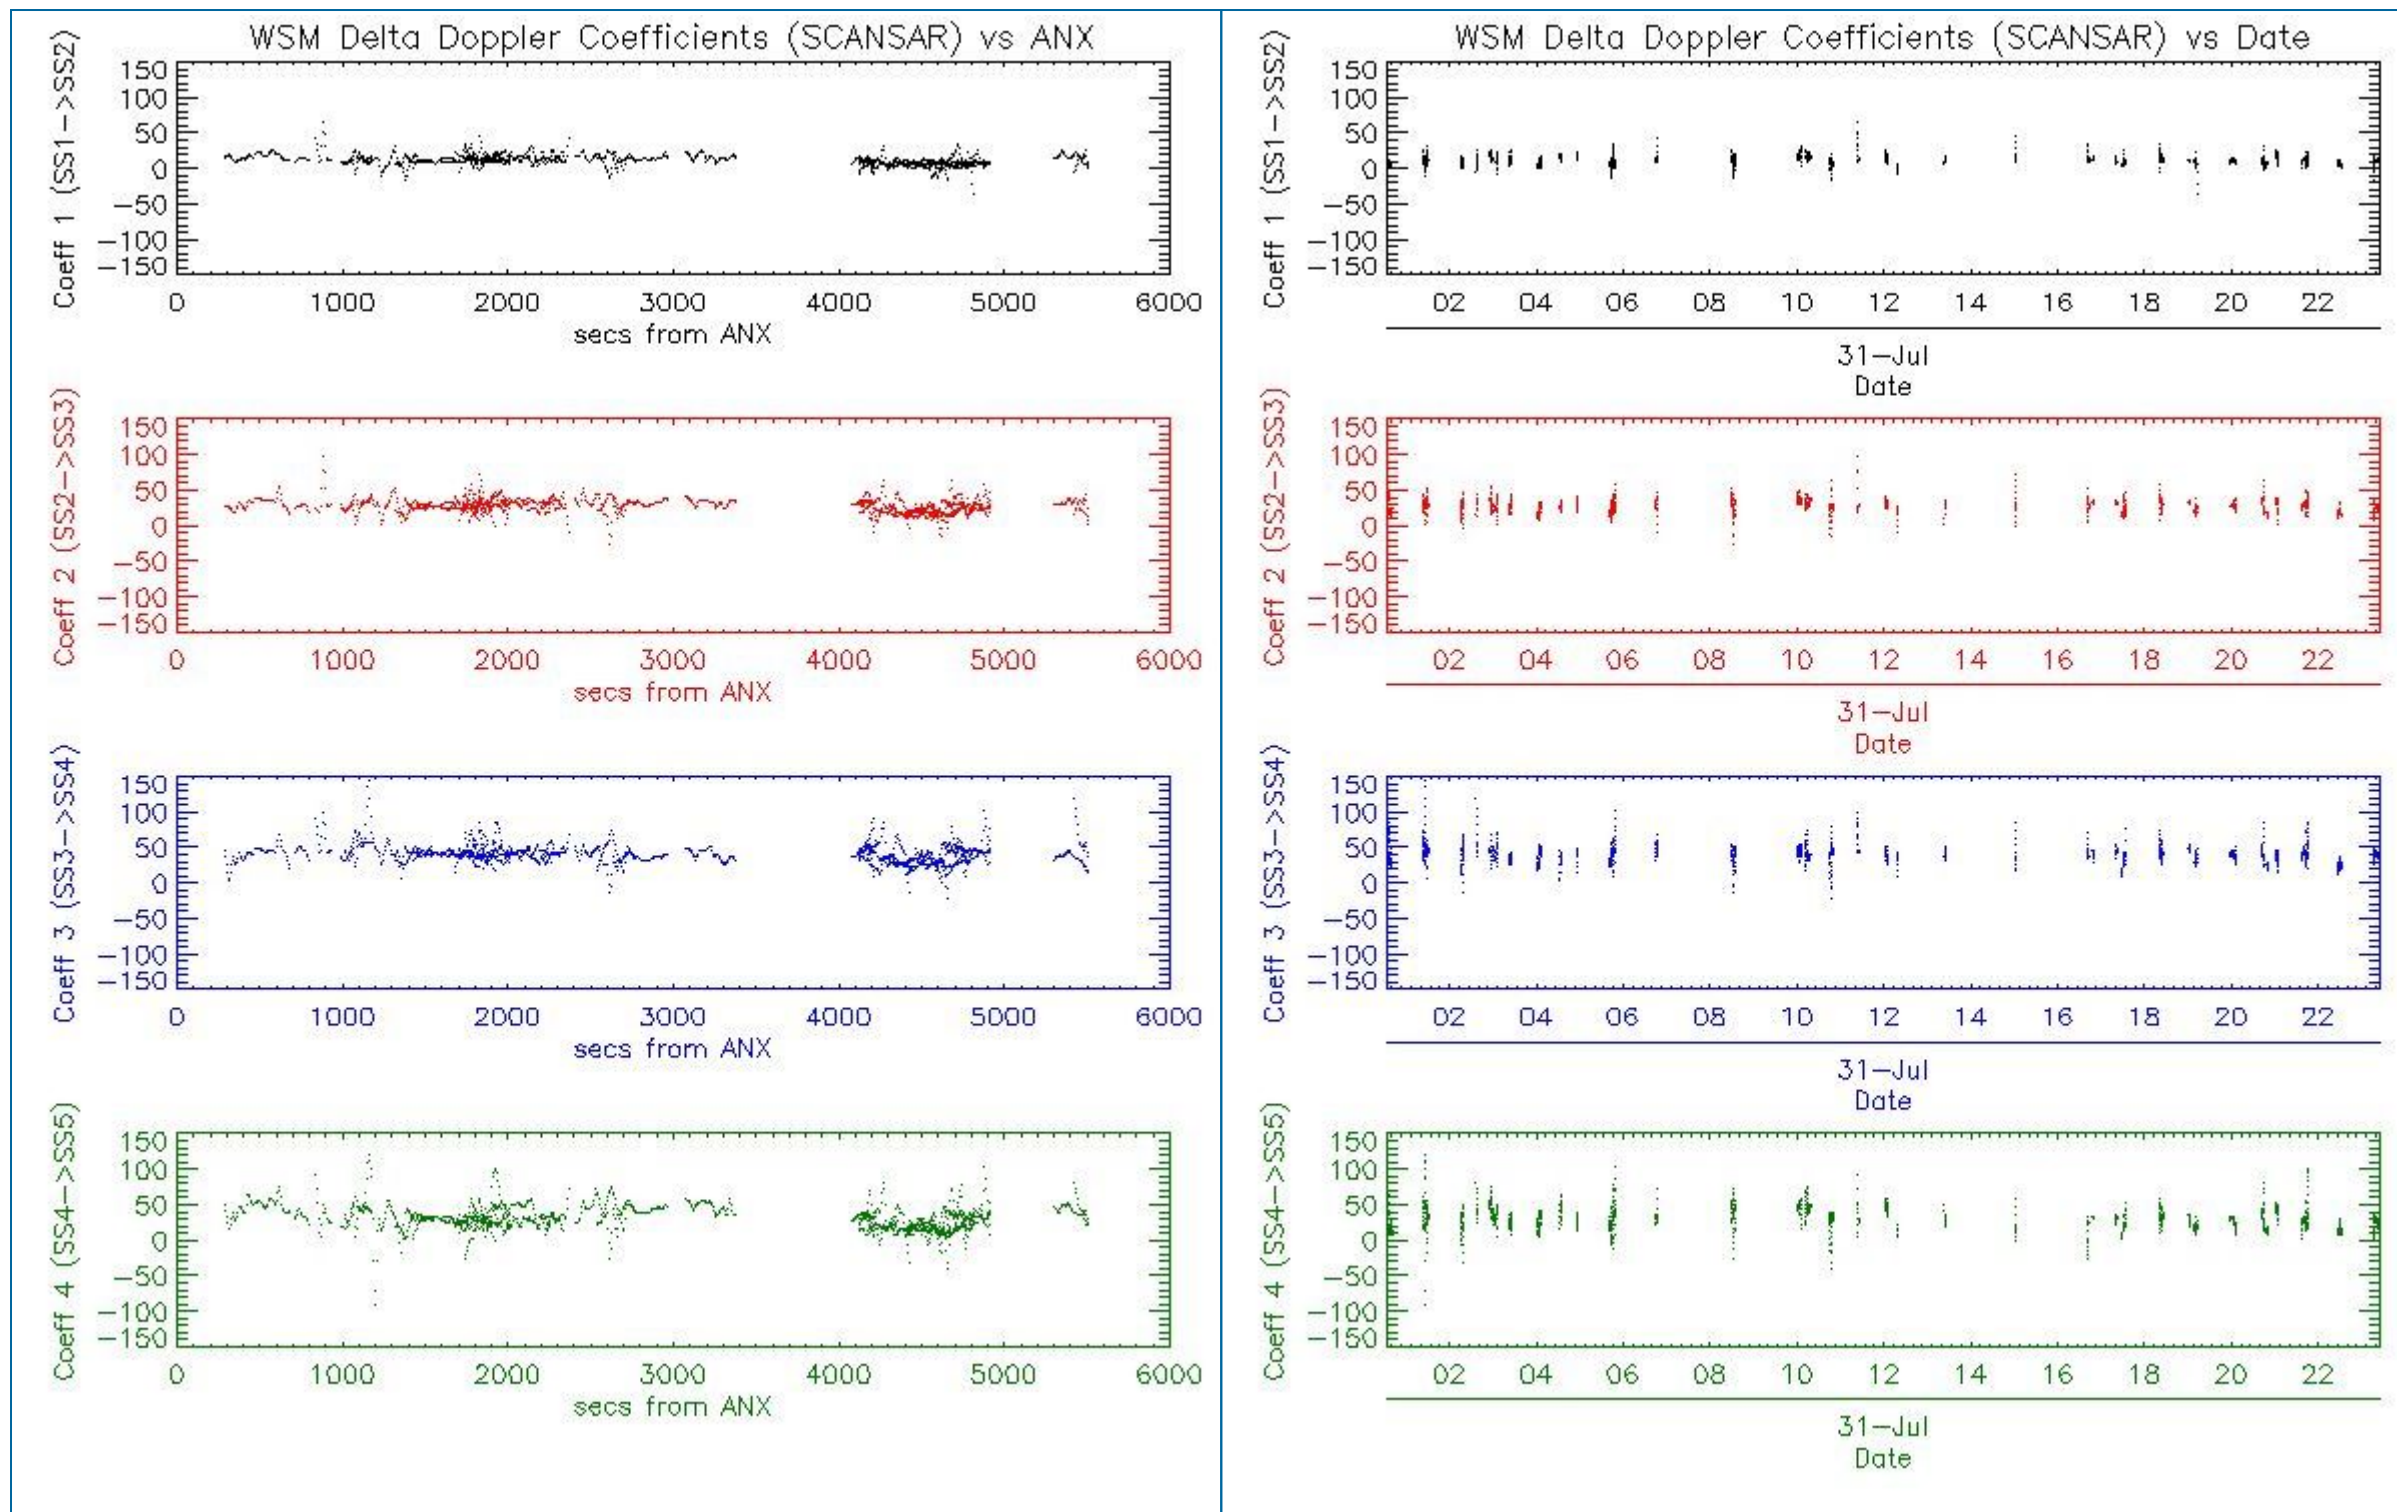 WSM Delta Doppler Coefficients (SCANSAR) vs ANX
Coeff 1 (SS1->SS2)
150
100
50
0
-50
-100
-150
0 1000 2000 3000 4000 5000 6000
secs from ANX
Coeff 2 (SS2->SS3)
150
100
50
0
-50
-100
-150
0 1000 2000 3000 4000 5000 6000
secs from ANX
Coeff 3 (SS3->SS4)
150
100
50
0
-50
-100
-150
0 1000 2000 3000 4000 5000 6000
secs from ANX
Coeff 4 (SS4->SS5)
150
100
50
0
-50
-100
-150
0 1000 2000 3000 4000 5000 6000
secs from ANX
WSM Delta Doppler Coefficients (SCANSAR) vs Date
Coeff 1 (SS1->SS2)
150
100
50
0
-50
-100
-150
02 04 06 08 10 12 14 16 18 20 22
31-Jul
Date
Coeff 2 (SS2->SS3)
150
100
50
0
-50
-100
-150
02 04 06 08 10 12 14 16 18 20 22
31-Jul
Date
Coeff 3 (SS3->SS4)
150
100
50
0
-50
-100
-150
02 04 06 08 10 12 14 16 18 20 22
31-Jul
Date
Coeff 4 (SS4->SS5)
150
100
50
0
-50
-100
-150
02 04 06 08 10 12 14 16 18 20 22
31-Jul
Date